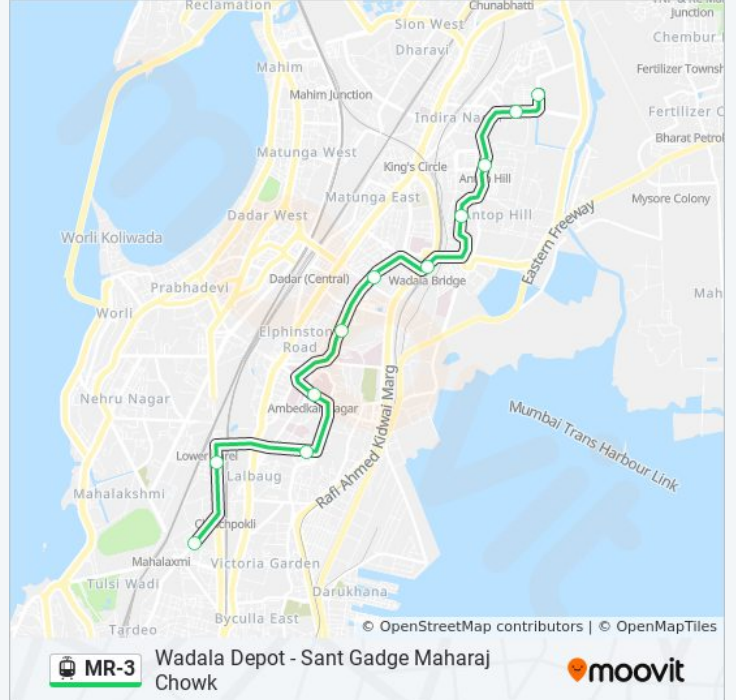 Reclamation
Chunabhatti
Junction
Sion West
Dharavi
Chembur
Mahim
Fertilizer Townsh
Mahim Junction
Indira Na
Fertilizer C
Bharat Petrol
Matunga West
King's Circle
Antop Hill
Matunga East
Mysore Colony
Dadar West
Antop Hill
Worli Koliwada
Eastern Freeway
Dadar (Central)
Wadala Bridge
Prabhadevi
Mah
Worli
Elphinston
Road
Nehru Nagar
Rafi Ahmed Kidwai Marg
Ambedkar Nagar
Mumbai Trans Harbour Link
Lower Parel
Lalbaug
Mahalakshmi
Chinchpokli
Mahalaxmi
Victoria Garden
Tulsi Wadi
Darukhana
Byculla East
Tardeo
© OpenStreetMap contributors | © OpenMapTiles
MR-3
Wadala Depot - Sant Gadge Maharaj
Chowk
moovit